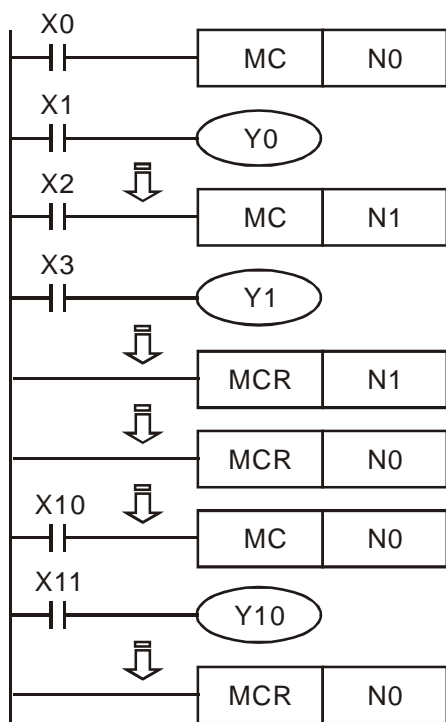 X0
MC N0
X1
Y0
X2
MC N1
X3
Y1
MCR N1
MCR N0
X10
MC N0
X11
Y10
MCR N0